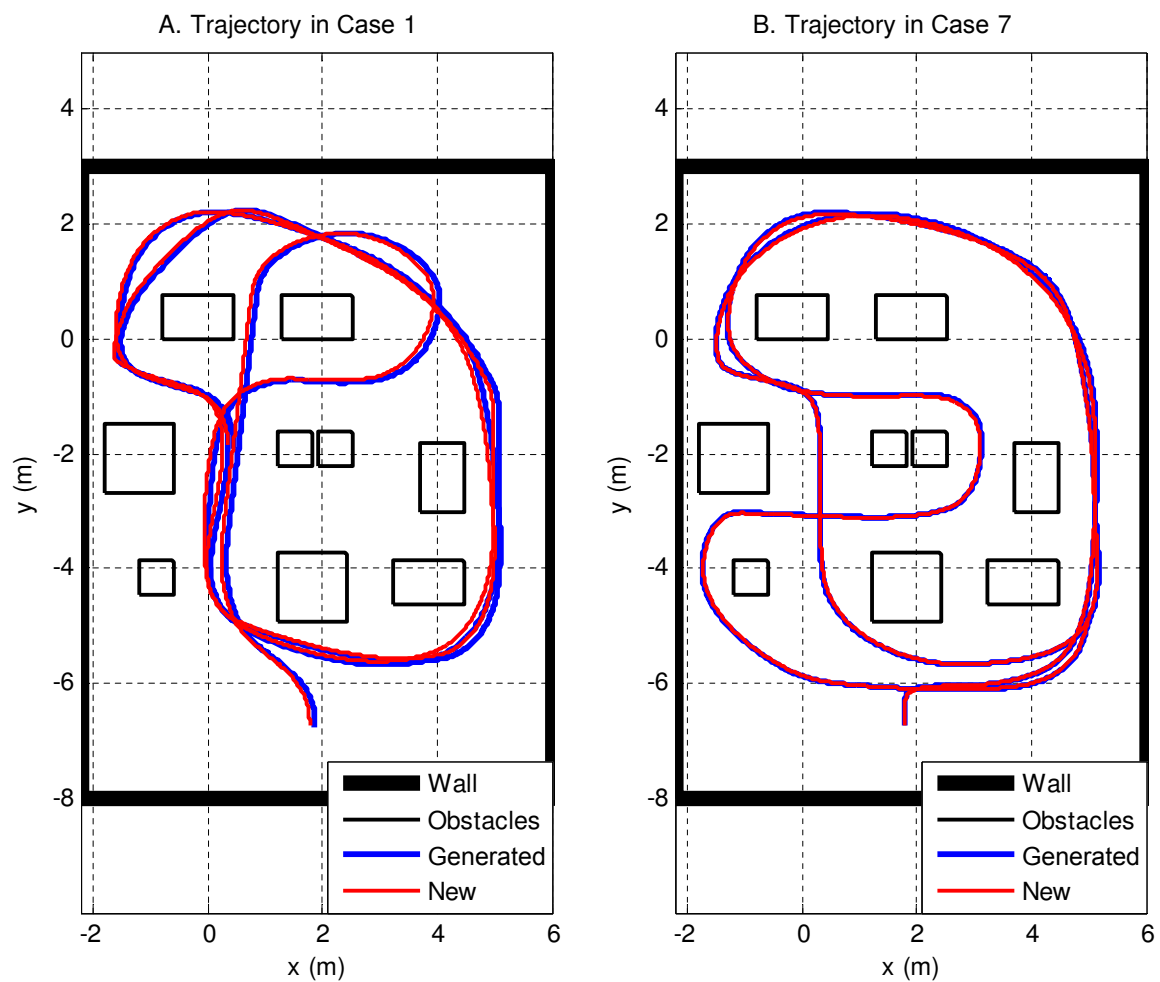 A. Trajectory in Case 1
4
2
0
-2
-4
-6
-8
y (m)
-2 0 2 4 6
x (m)
Wall
Obstacles
Generated
New
B. Trajectory in Case 7
4
2
0
-2
-4
-6
-8
y (m)
-2 0 2 4 6
x (m)
Wall
Obstacles
Generated
New